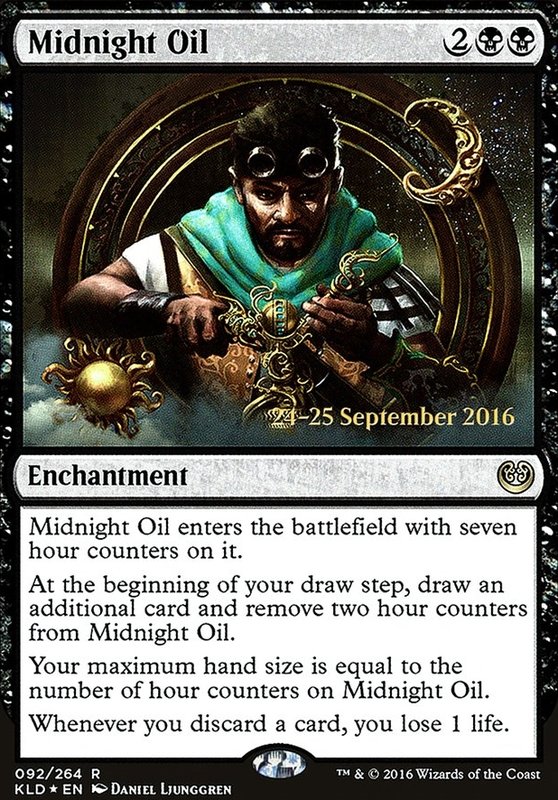 Midnight Oil 2
24–25 September 2016
Enchantment
Midnight Oil enters the battlefield with seven
hour counters on it.
At the beginning of your draw step, draw an
additional card and remove two hour counters
from Midnight Oil.
Your maximum hand size is equal to the
number of hour counters on Midnight Oil.
Whenever you discard a card, you lose 1 life.
092/264 R
KLD ★ EN Daniel Ljunggren
™ & © 2016 Wizards of the Coast